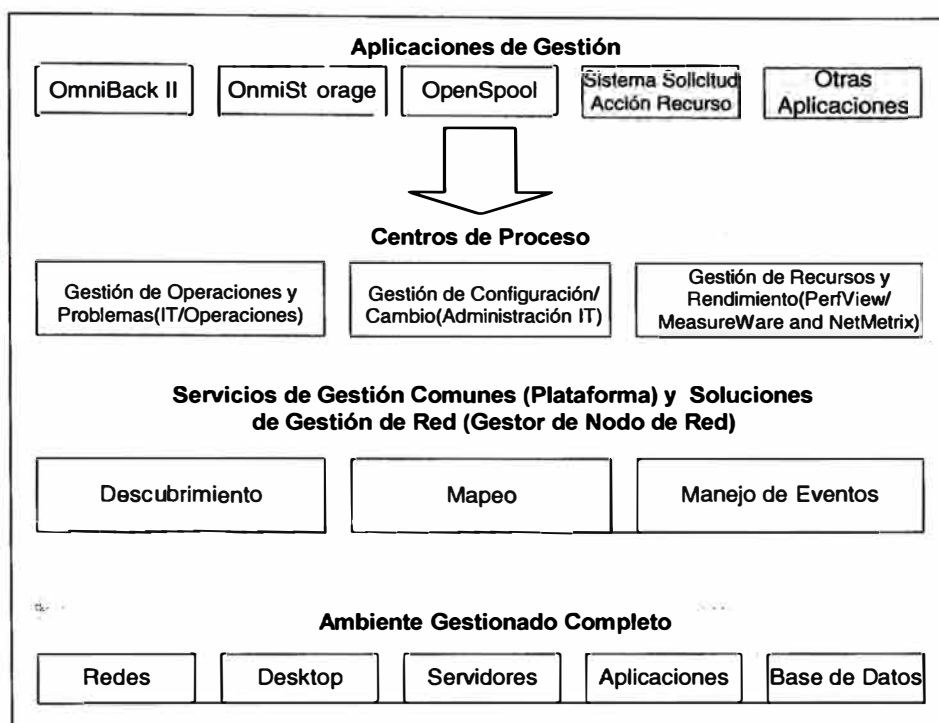 Aplicaciones de Gestión
OmniBack II
OnmiSt orage
OpenSpool
Sistema Solicitud
Acción Recurso
Otras
Aplicaciones
Centros de Proceso
Gestión de Operaciones y
Problemas(IT/Operaciones)
Gestión de Configuración/
Cambio(Administración IT)
Gestión de Recursos y
Rendimiento(PerfView/
MeasureWare and NetMetrix)
Servicios de Gestión Comunes (Plataforma) y Soluciones
de Gestión de Red (Gestor de Nodo de Red)
Descubrimiento
Mapeo
Manejo de Eventos
Ambiente Gestionado Completo
Redes
Desktop
Servidores
Aplicaciones
Base de Datos